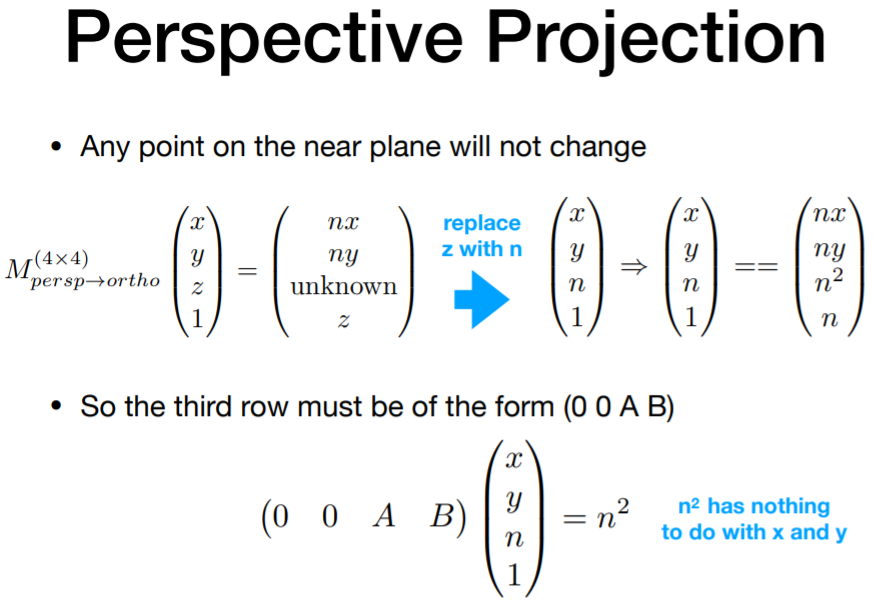 Perspective Projection
• Any point on the near plane will not change
$M_{persp \to ortho}^{(4 \times 4)} \begin{pmatrix} x \\ y \\ z \\ 1 \end{pmatrix} = \begin{pmatrix} nx \\ ny \\ \text{unknown} \\ z \end{pmatrix}$ replace z with n $\begin{pmatrix} x \\ y \\ n \\ 1 \end{pmatrix} \Rightarrow \begin{pmatrix} x \\ y \\ n \\ 1 \end{pmatrix} == \begin{pmatrix} nx \\ ny \\ n^2 \\ n \end{pmatrix}$
• So the third row must be of the form (0 0 A B)
$\begin{pmatrix} 0 & 0 & A & B \end{pmatrix} \begin{pmatrix} x \\ y \\ n \\ 1 \end{pmatrix} = n^2$ n² has nothing to do with x and y